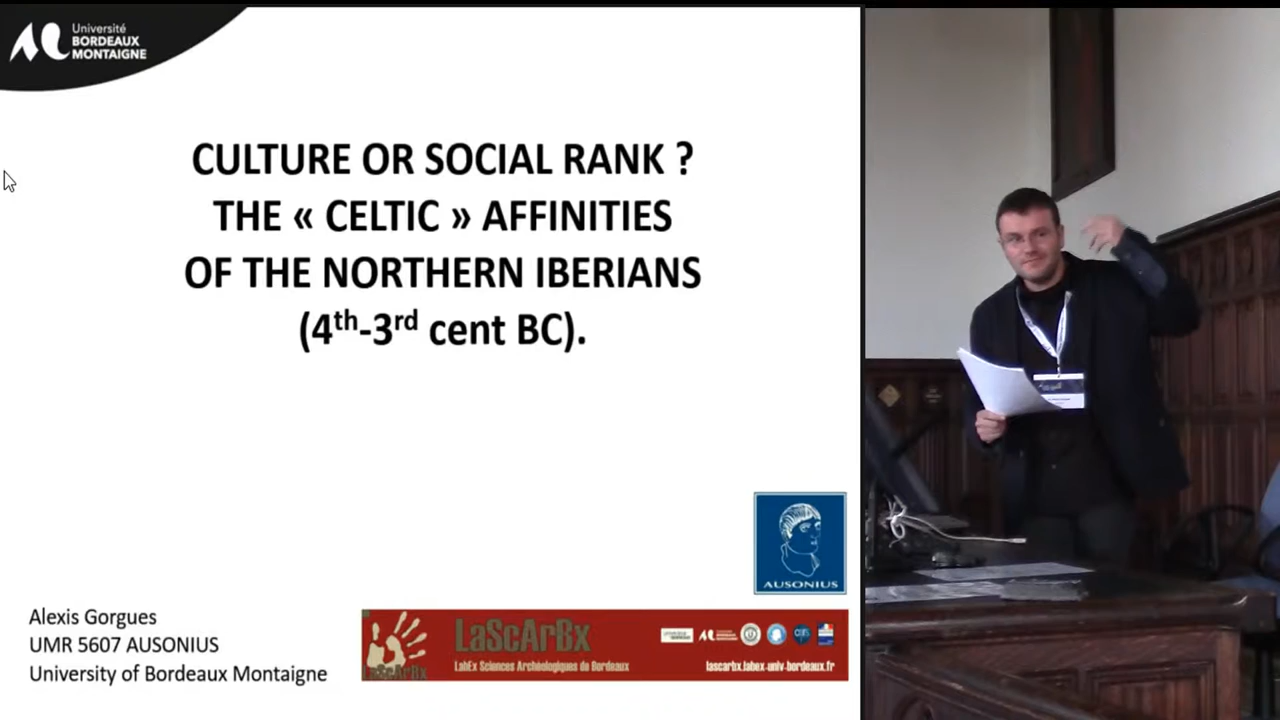 Université
BORDEAUX
MONTAIGNE
CULTURE OR SOCIAL RANK ?
THE « CELTIC » AFFINITIES
OF THE NORTHERN IBERIANS
(4th-3rd cent BC).
AUSONIUS
Alexis Gorgues
UMR 5607 AUSONIUS
University of Bordeaux Montaigne
LaScArBx
LaScArBx
LabEx Sciences Archéologiques de Bordeaux
lascarbx.labex-univ-bordeaux.fr